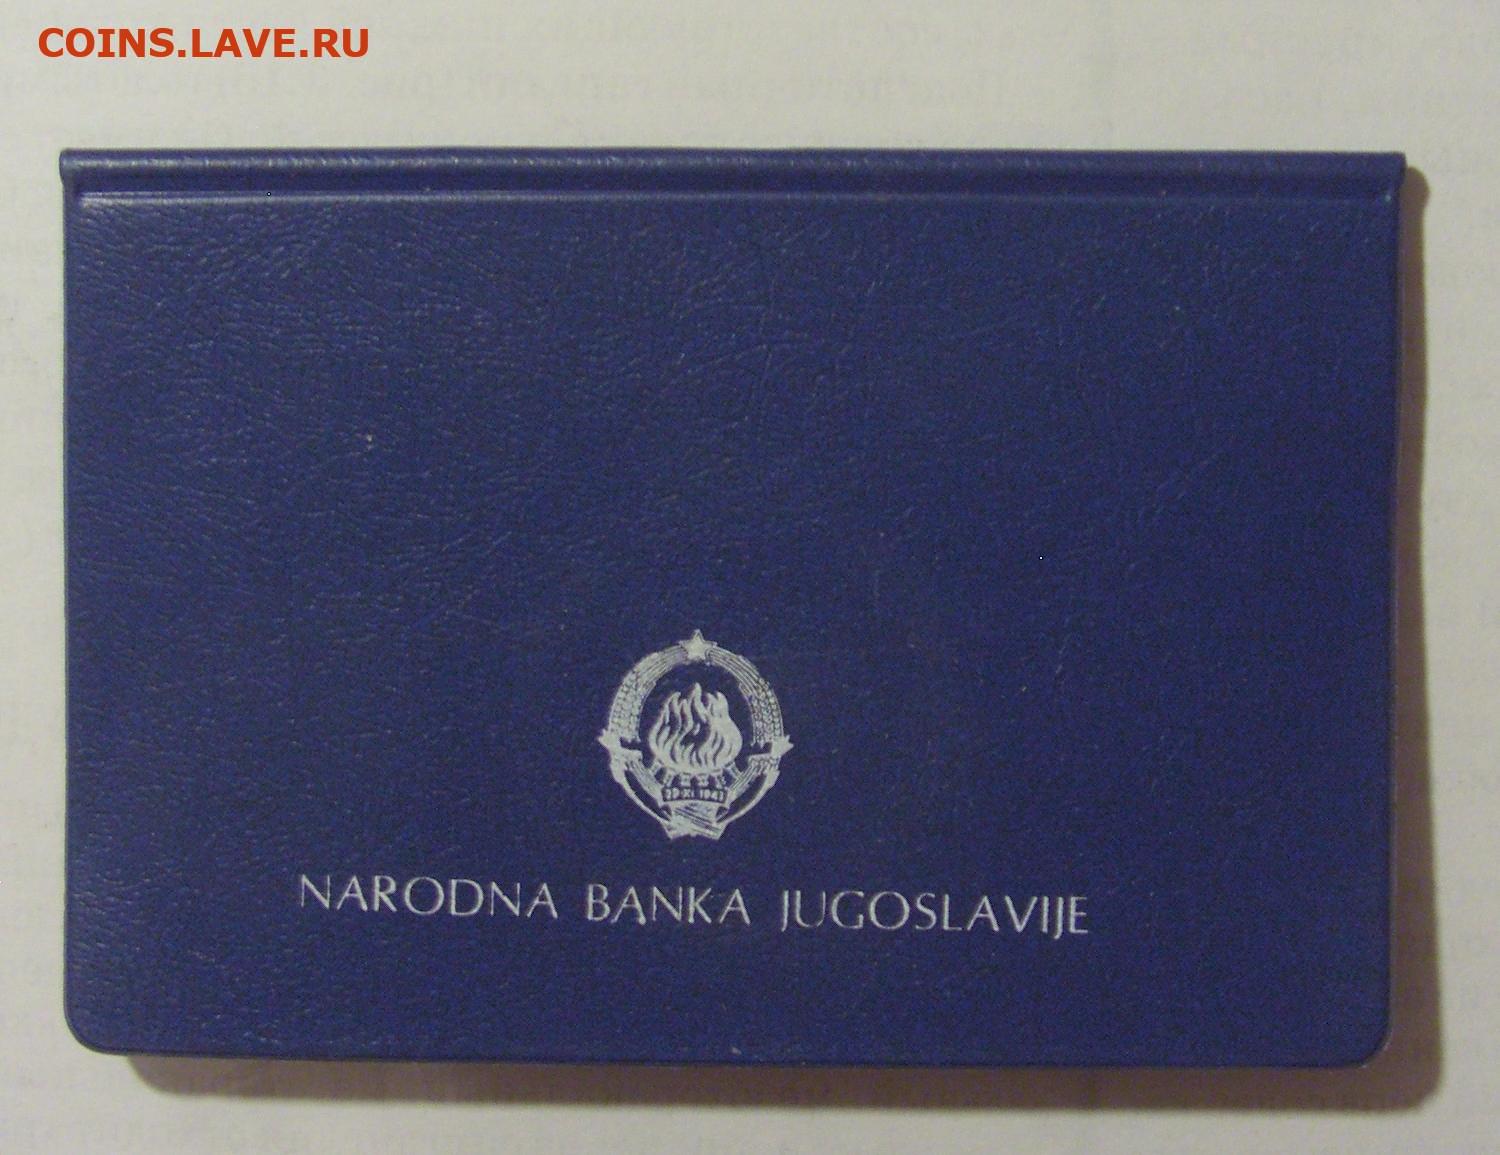 COINS.LAVE.RU
29·XI·1943
NARODNA BANKA JUGOSLAVIJE